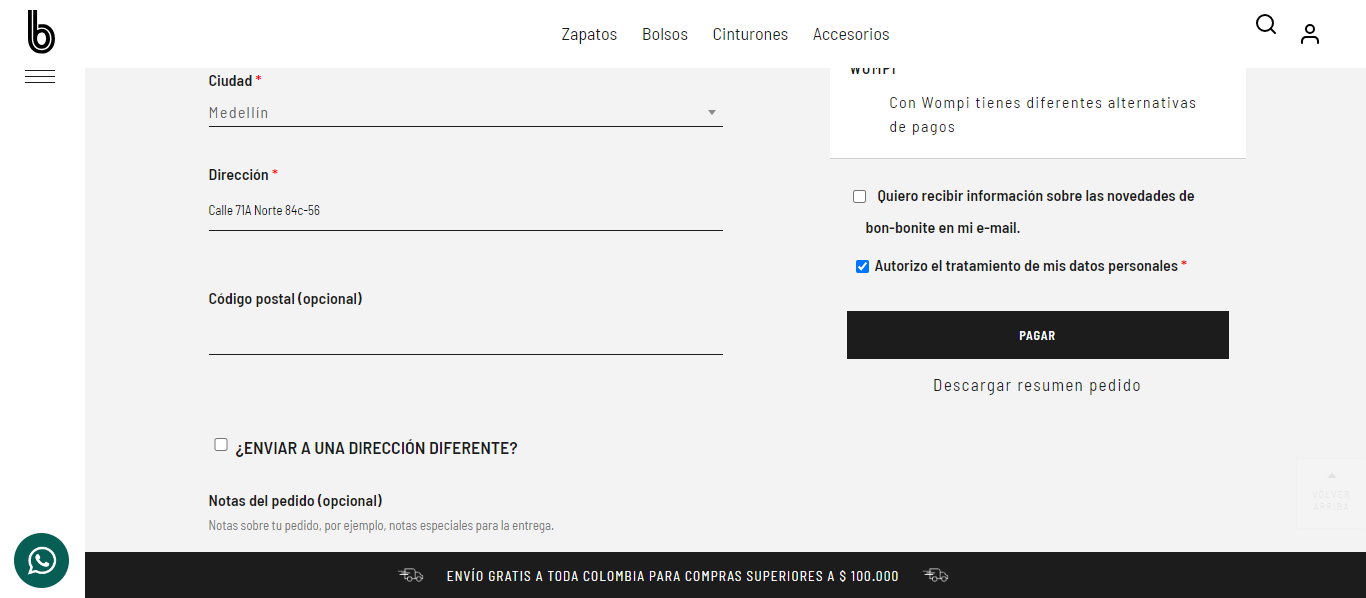 b
Zapatos Bolsos Cinturones Accesorios
Ciudad *
Medellín
Dirección *
Calle 71A Norte 84c-56
Código postal (opcional)
¿ENVIAR A UNA DIRECCIÓN DIFERENTE?
Notas del pedido (opcional)
Notas sobre tu pedido, por ejemplo, notas especiales para la entrega.
WOMPI
Con Wompi tienes diferentes alternativas
de pagos
Quiero recibir información sobre las novedades de
bon-bonite en mi e-mail.
Autorizo el tratamiento de mis datos personales *
PAGAR
Descargar resumen pedido
VOLVER
ARRIBA
ENVÍO GRATIS A TODA COLOMBIA PARA COMPRAS SUPERIORES A $ 100.000